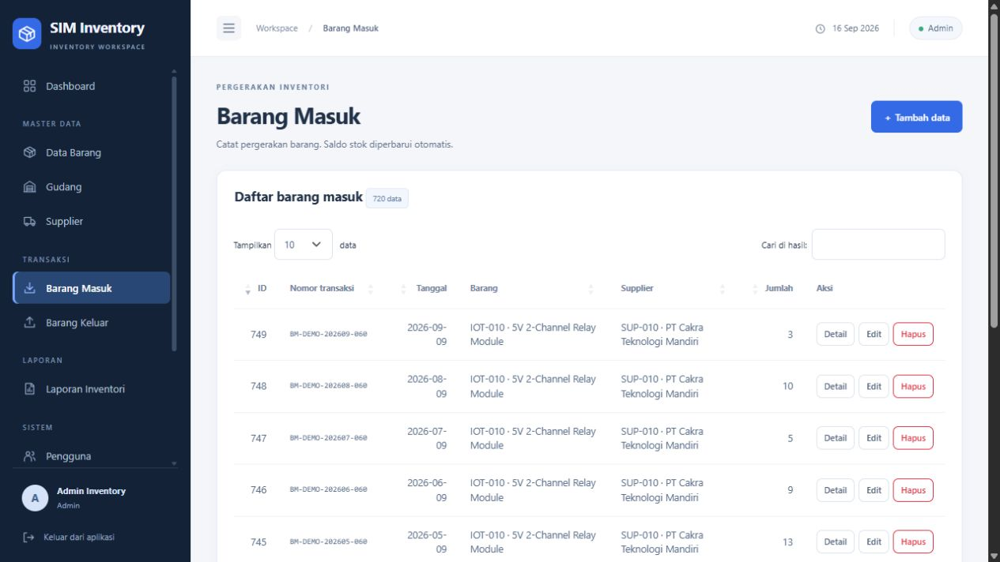 SIM Inventory
INVENTORY WORKSPACE
Dashboard
MASTER DATA
Data Barang
Gudang
Supplier
TRANSAKSI
Barang Masuk
Barang Keluar
LAPORAN
Laporan Inventori
SISTEM
Pengguna
A
Admin Inventory
Admin
Keluar dari aplikasi
Workspace / Barang Masuk
16 Sep 2026
Admin
PERGERAKAN INVENTORI
Barang Masuk
Catat pergerakan barang. Saldo stok diperbarui otomatis.
+ Tambah data
Daftar barang masuk 720 data
Tampilkan 10 data
Cari di hasil:
ID Nomor transaksi Tanggal Barang Supplier Jumlah Aksi
749 BM-DEMO-202609-060 2026-09-09 IOT-010 · 5V 2-Channel Relay Module SUP-010 · PT Cakra Teknologi Mandiri 3 Detail Edit Hapus
748 BM-DEMO-202608-060 2026-08-09 IOT-010 · 5V 2-Channel Relay Module SUP-010 · PT Cakra Teknologi Mandiri 10 Detail Edit Hapus
747 BM-DEMO-202607-060 2026-07-09 IOT-010 · 5V 2-Channel Relay Module SUP-010 · PT Cakra Teknologi Mandiri 5 Detail Edit Hapus
746 BM-DEMO-202606-060 2026-06-09 IOT-010 · 5V 2-Channel Relay Module SUP-010 · PT Cakra Teknologi Mandiri 9 Detail Edit Hapus
745 BM-DEMO-202605-060 2026-05-09 IOT-010 · 5V 2-Channel Relay Module SUP-010 · PT Cakra Teknologi Mandiri 13 Detail Edit Hapus